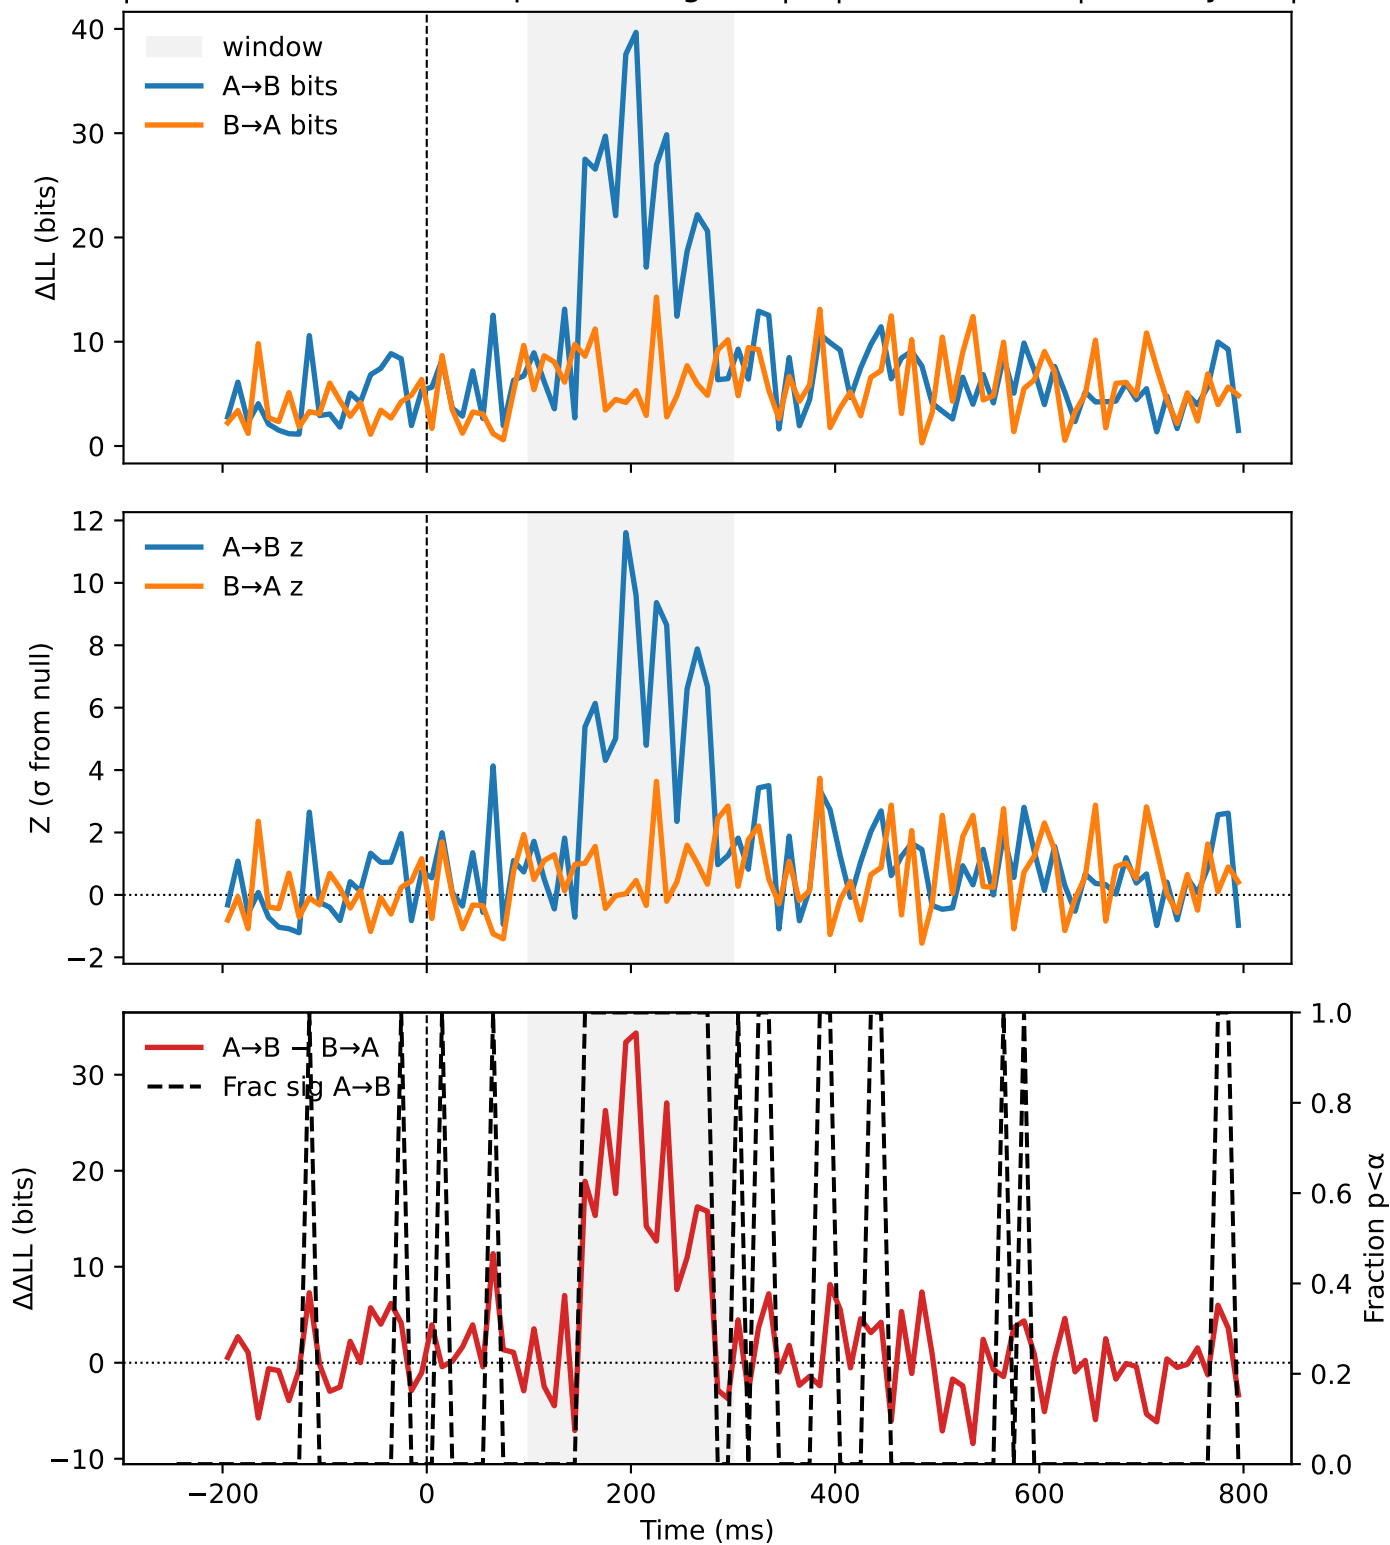 40
30
20
10
0
ΔLL (bits)
window
A→B bits
B→A bits
12
10
8
6
4
2
0
−2
Z (σ from null)
A→B z
B→A z
30
20
10
0
−10
ΔΔLL (bits)
A→B − B→A
Frac sig A→B
1.0
0.8
0.6
0.4
0.2
0.0
Fraction p<α
−200
0
200
400
600
800
Time (ms)